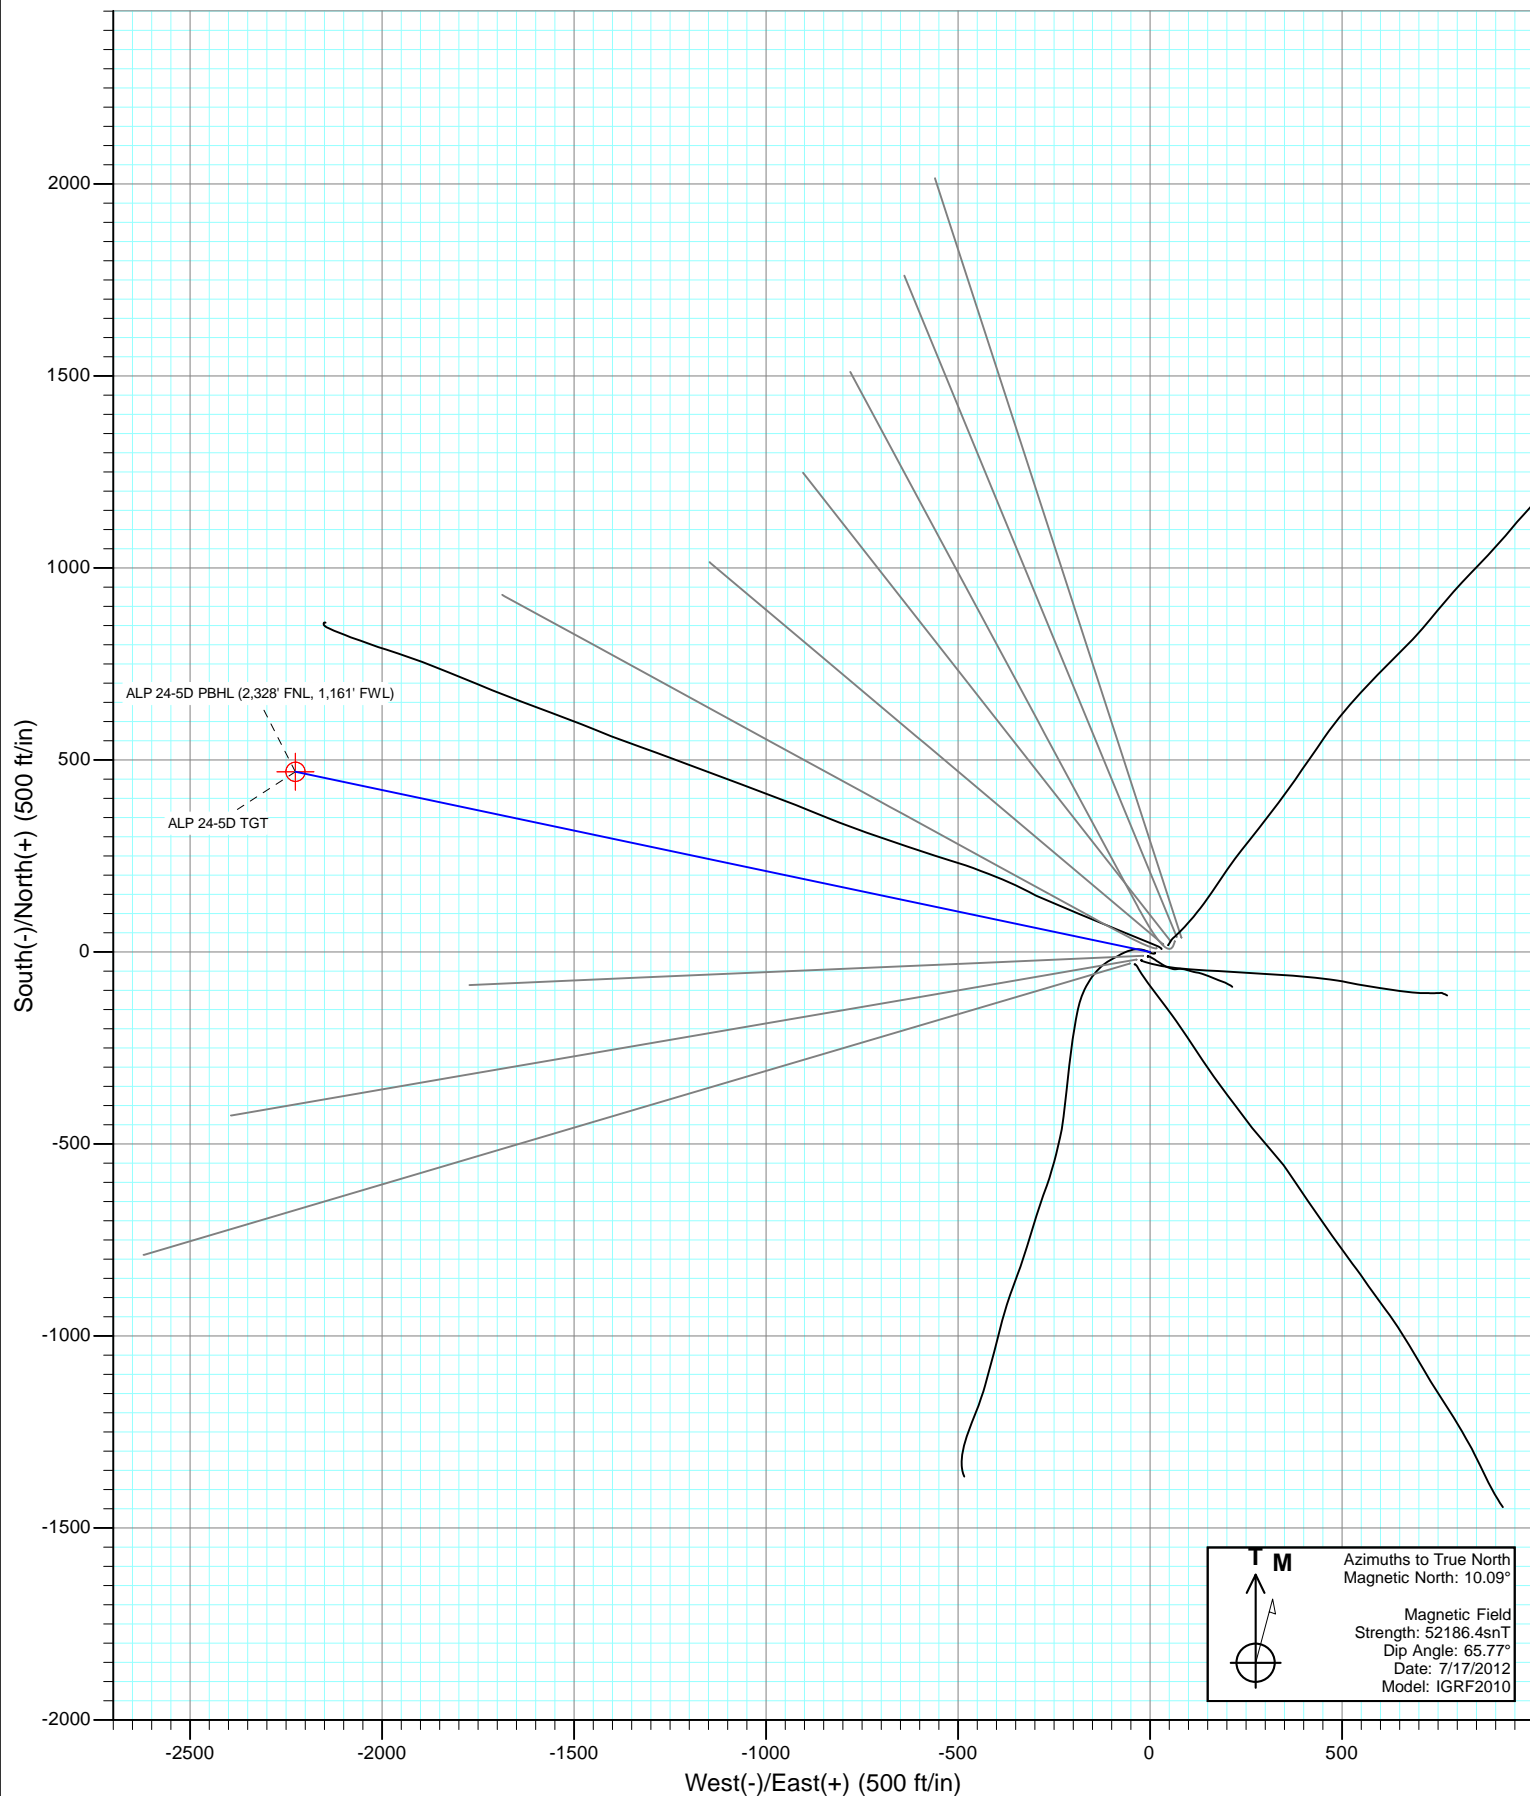 2000
1500
1000
500
0
-500
-1000
-1500
-2000
South(-)/North(+) (500 ft/in)
ALP 24-5D PBHL (2,328' FNL, 1,161' FWL)
ALP 24-5D TGT
T M
Azimuths to True North
Magnetic North: 10.09°
Magnetic Field
Strength: 52186.4snT
Dip Angle: 65.77°
Date: 7/17/2012
Model: IGRF2010
-2500 -2000 -1500 -1000 -500 0 500
West(-)/East(+) (500 ft/in)